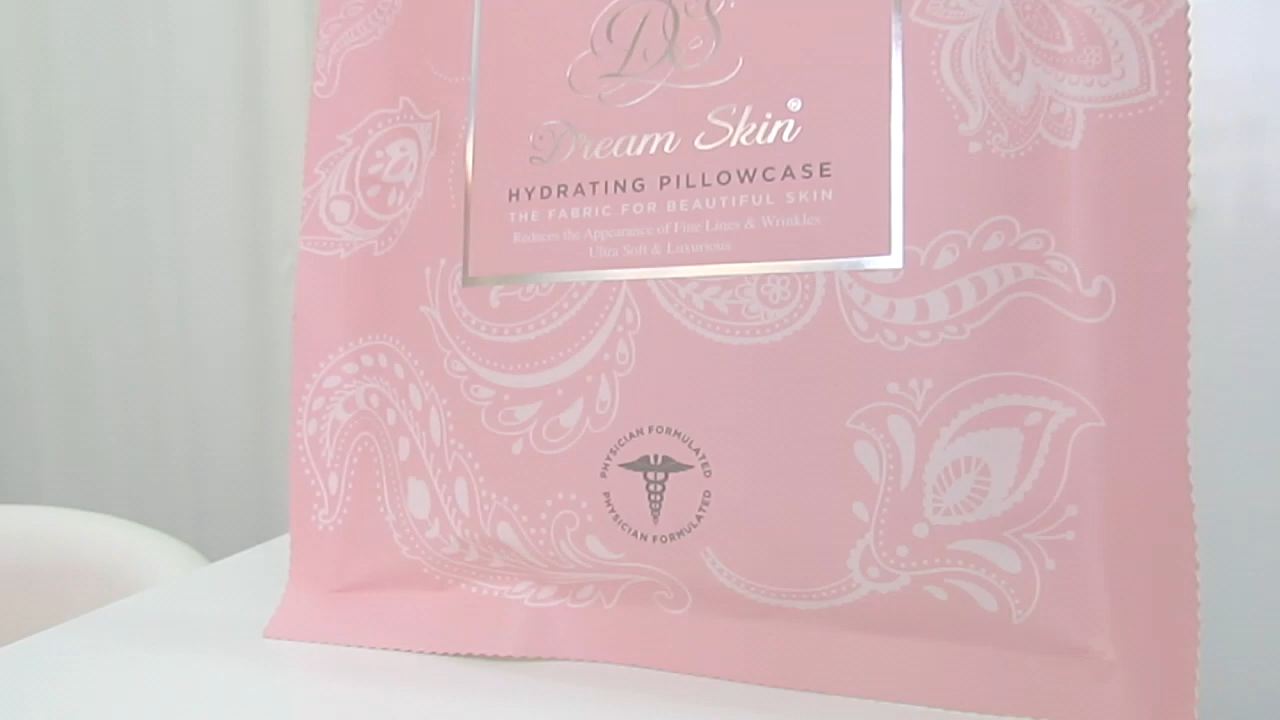 DS
Dream Skin®
HYDRATING PILLOWCASE
THE FABRIC FOR BEAUTIFUL SKIN
Reduces the Appearance of Fine Lines & Wrinkles
Ultra Soft & Luxurious
PHYSICIAN FORMULATED
PHYSICIAN FORMULATED